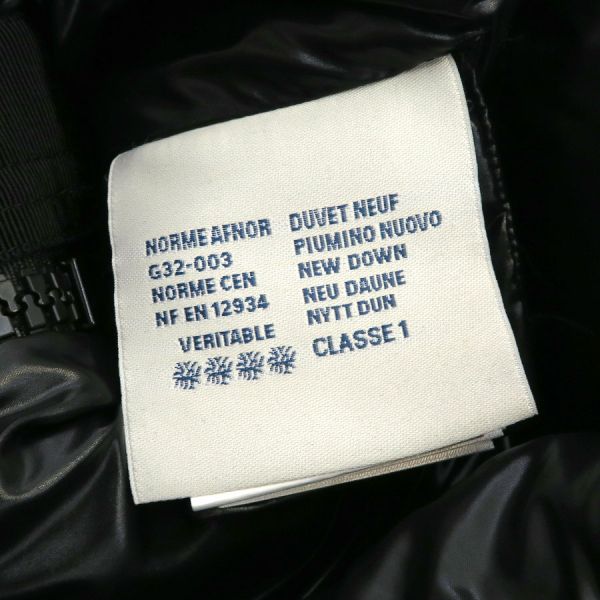 NORME AFNOR
G32-003
NORME CEN
NF EN 12934
VERITABLE
DUVET NEUF
PIUMINO NUOVO
NEW DOWN
NEU DAUNE
NYTT DUN
CLASSE 1